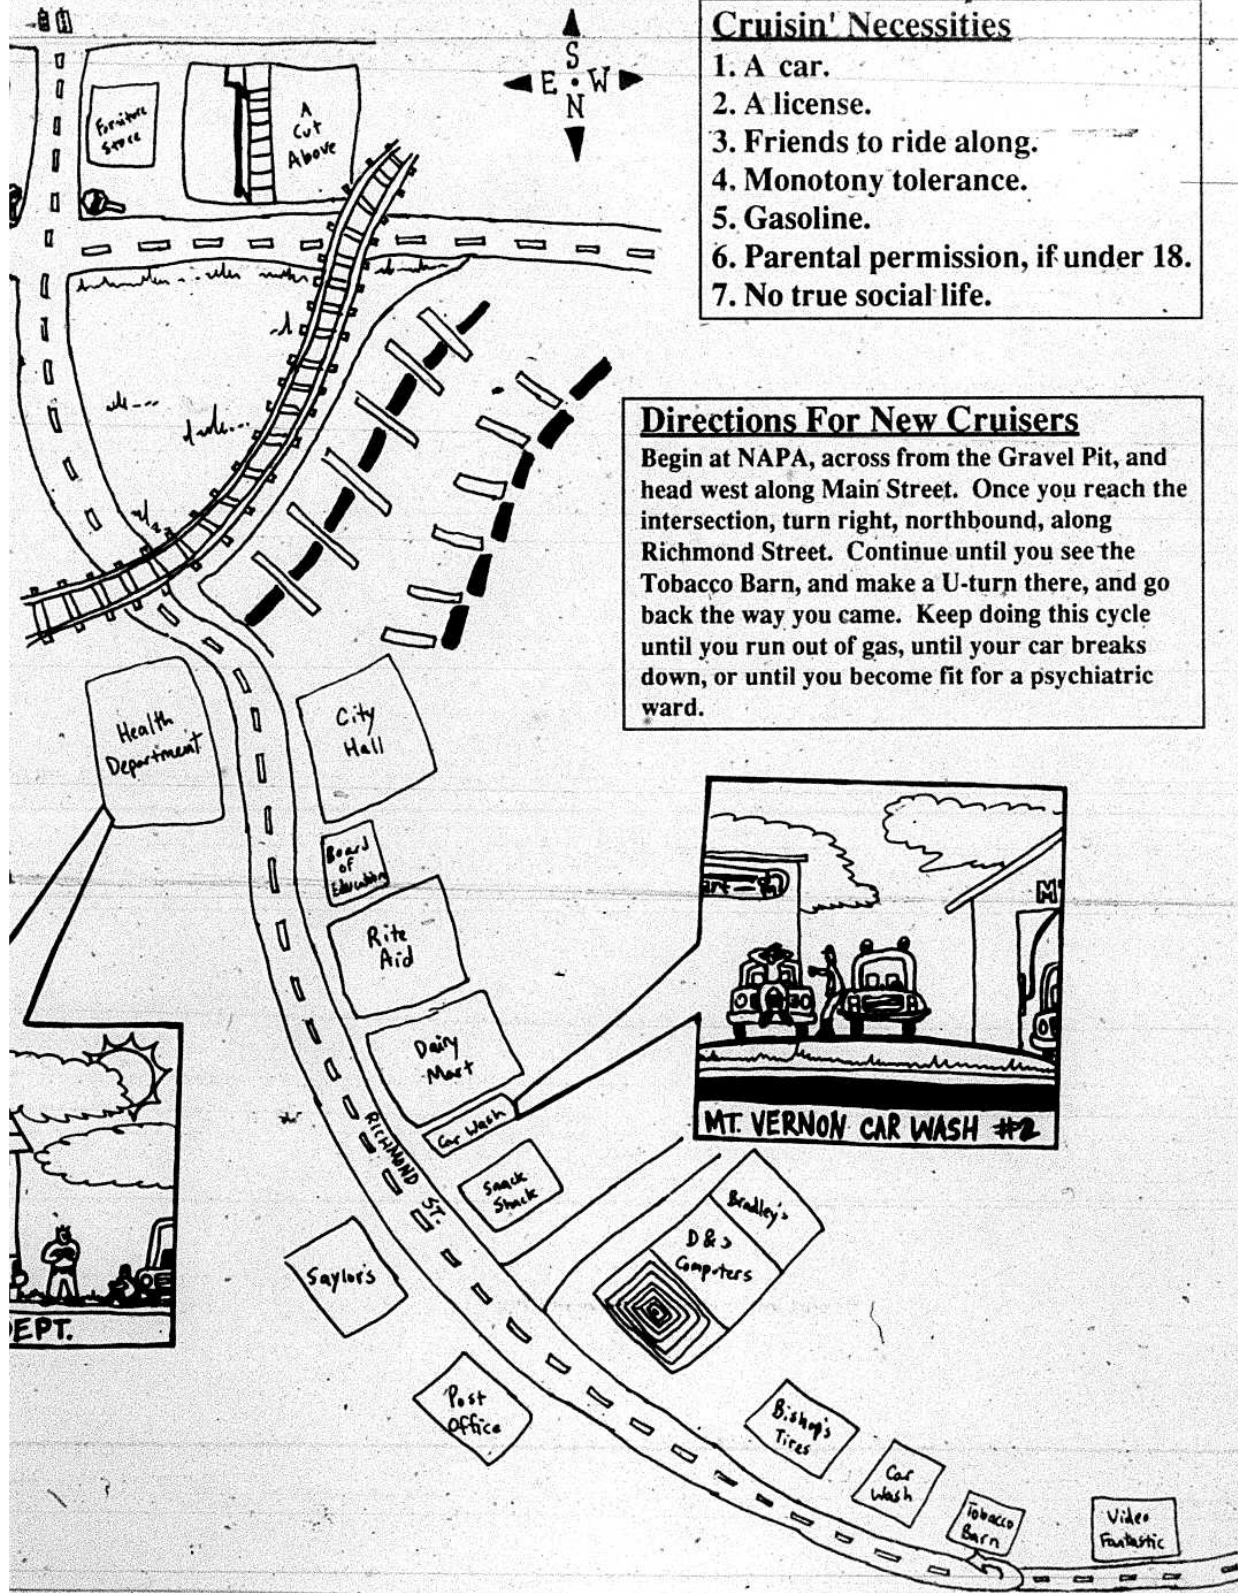 Cruisin' Necessities
1. A car.
2. A license.
3. Friends to ride along.
4. Monotony tolerance.
5. Gasoline.
6. Parental permission, if under 18.
7. No true social life.
S
E W
N
Furniture
Store
A
Cut
Above
Directions For New Cruisers
Begin at NAPA, across from the Gravel Pit, and
head west along Main Street. Once you reach the
intersection, turn right, northbound, along
Richmond Street. Continue until you see the
Tobacco Barn, and make a U-turn there, and go
back the way you came. Keep doing this cycle
until you run out of gas, until your car breaks
down, or until you become fit for a psychiatric
ward.
Health
Department
City
Hall
Board
of
Education
Rite
Aid
Dairy
Mart
Car Wash
Snack
Shack
RICHMOND ST.
MT. VERNON CAR WASH #2
M
EPT.
Saylor's
Bradley's
D&J
Computers
Post
Office
Bishop's
Tires
Car
Wash
Tobacco
Barn
Video
Fantastic